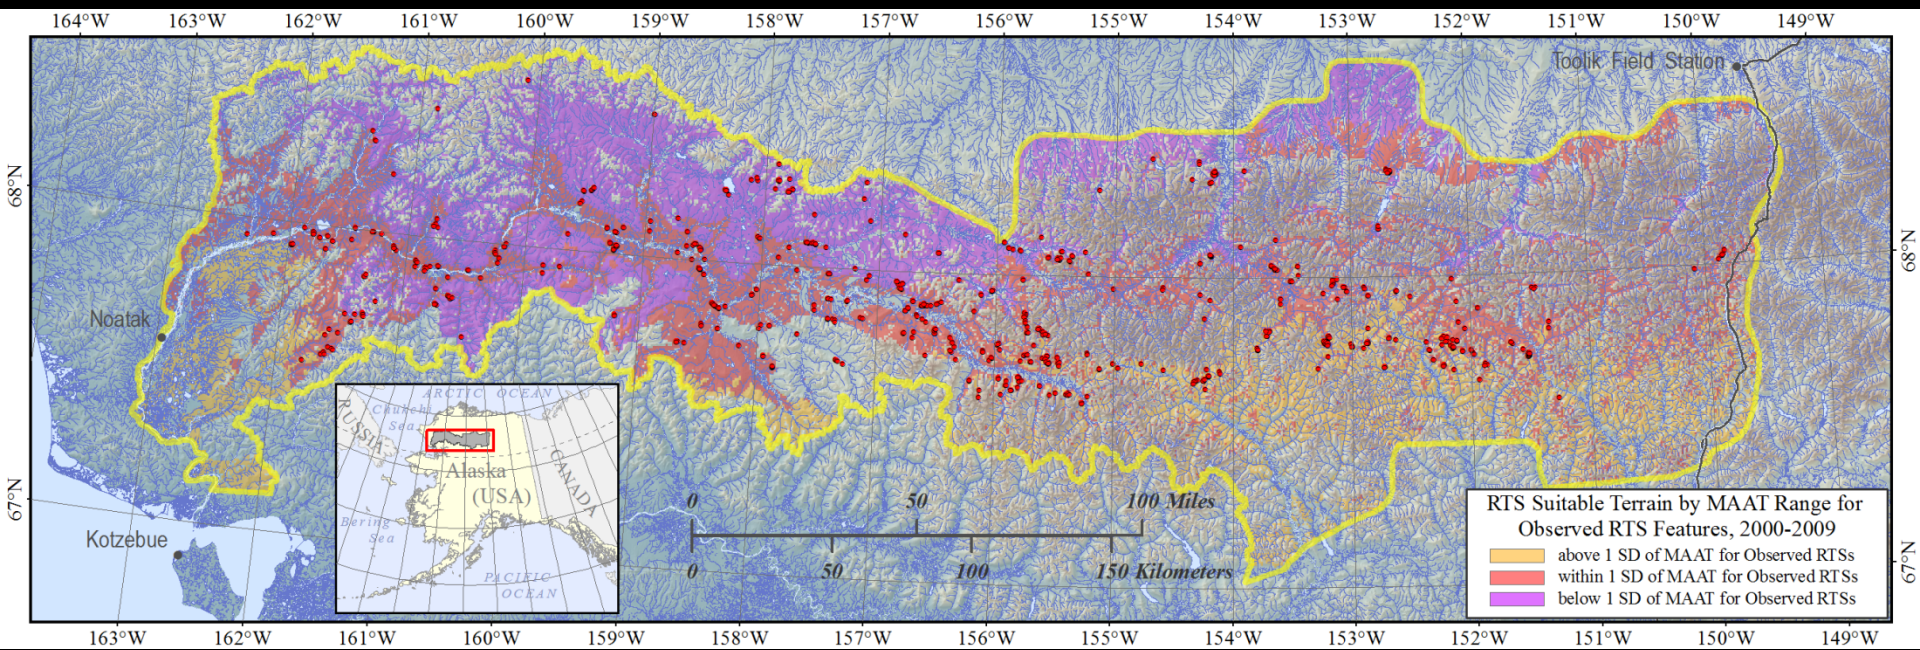 164°W 163°W 162°W 161°W 160°W 159°W 158°W 157°W 156°W 155°W 154°W 153°W 152°W 151°W 150°W 149°W
Toolik Field Station
68°N
68°N
Noatak
67°N
Kotzebue
ARCTIC OCEAN
Chukchi
Sea
RUSSIA
Alaska
(USA)
CANADA
Bering
Sea
PACIFIC
OCEAN
0 50 100 Miles
0 50 100 150 Kilometers
RTS Suitable Terrain by MAAT Range for
Observed RTS Features, 2000-2009
above 1 SD of MAAT for Observed RTSs
within 1 SD of MAAT for Observed RTSs
below 1 SD of MAAT for Observed RTSs
67°N
163°W 162°W 161°W 160°W 159°W 158°W 157°W 156°W 155°W 154°W 153°W 152°W 151°W 150°W 149°W